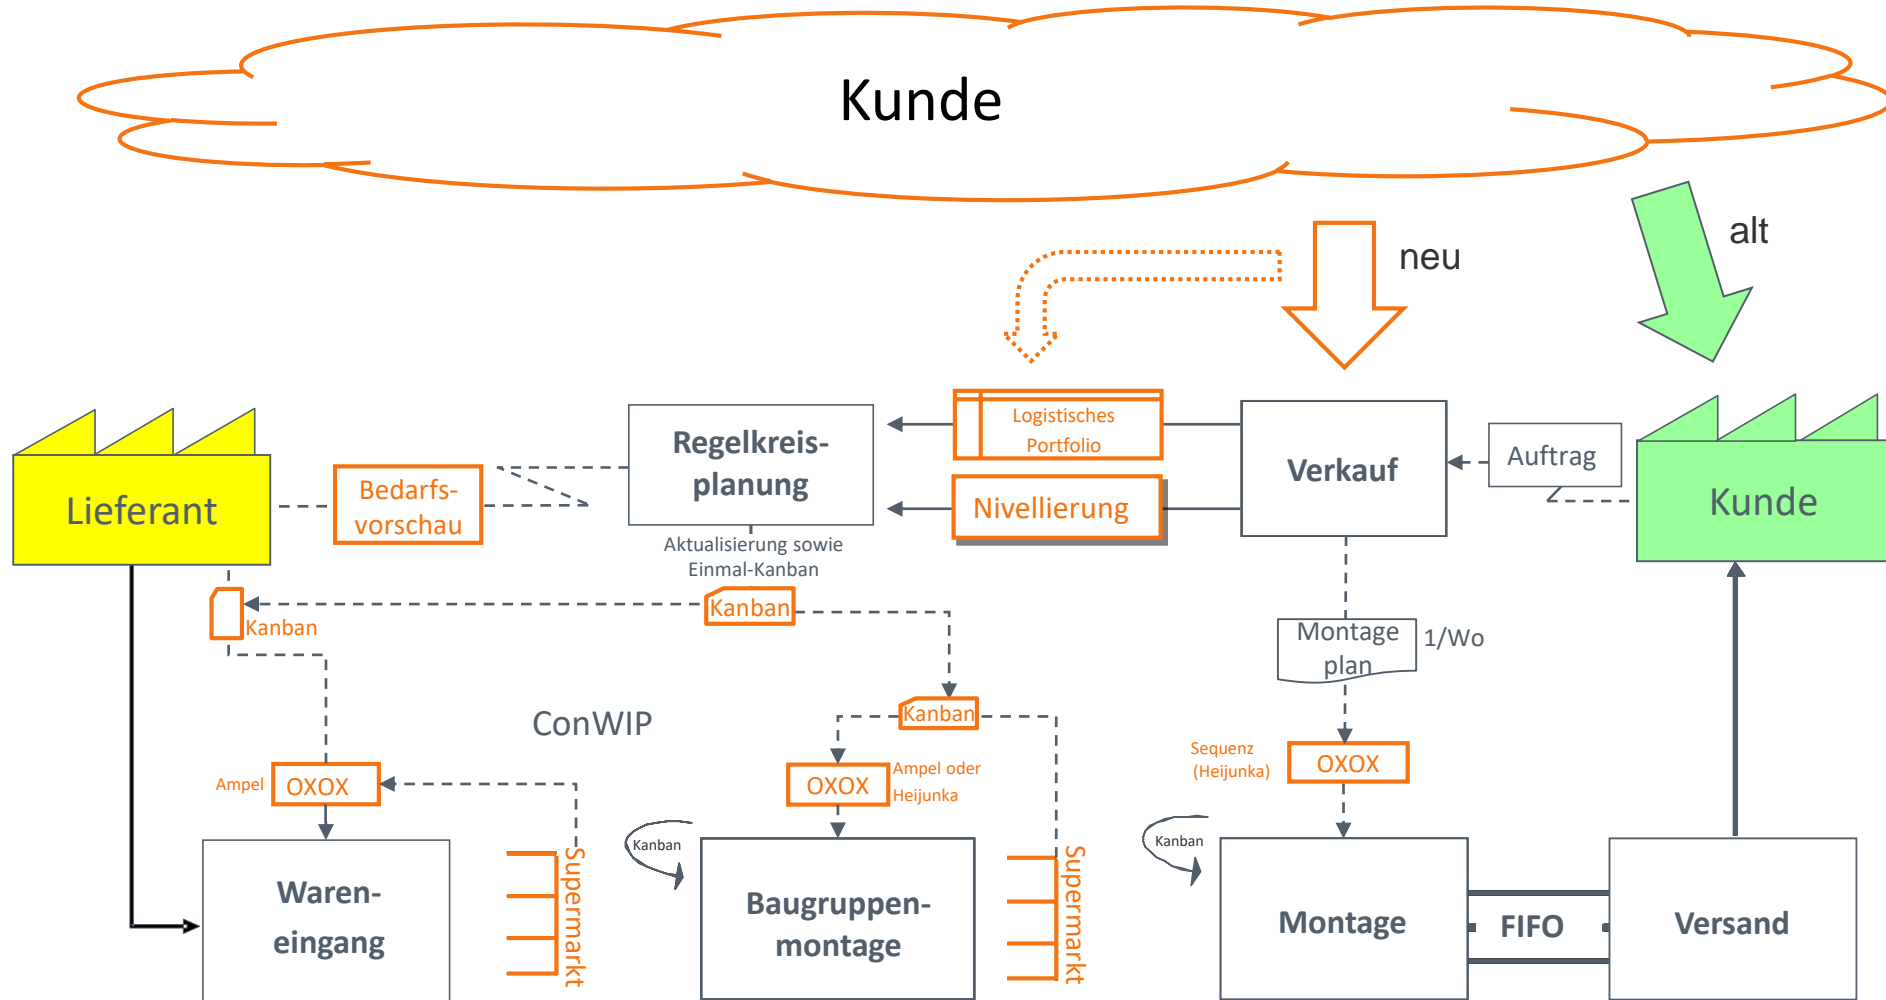 Kunde
neu
alt
Lieferant
Bedarfs-
vorschau
Regelkreis-
planung
Logistisches
Portfolio
Nivellierung
Verkauf
Auftrag
Kunde
Aktualisierung sowie
Einmal-Kanban
Kanban
Kanban
Montage
plan
1/Wo
ConWIP
Kanban
Ampel
OXOX
OXOX
Ampel oder
Heijunka
Sequenz
(Heijunka)
OXOX
Waren-
eingang
Supermarkt
Kanban
Baugruppen-
montage
Supermarkt
Kanban
Montage
FIFO
Versand